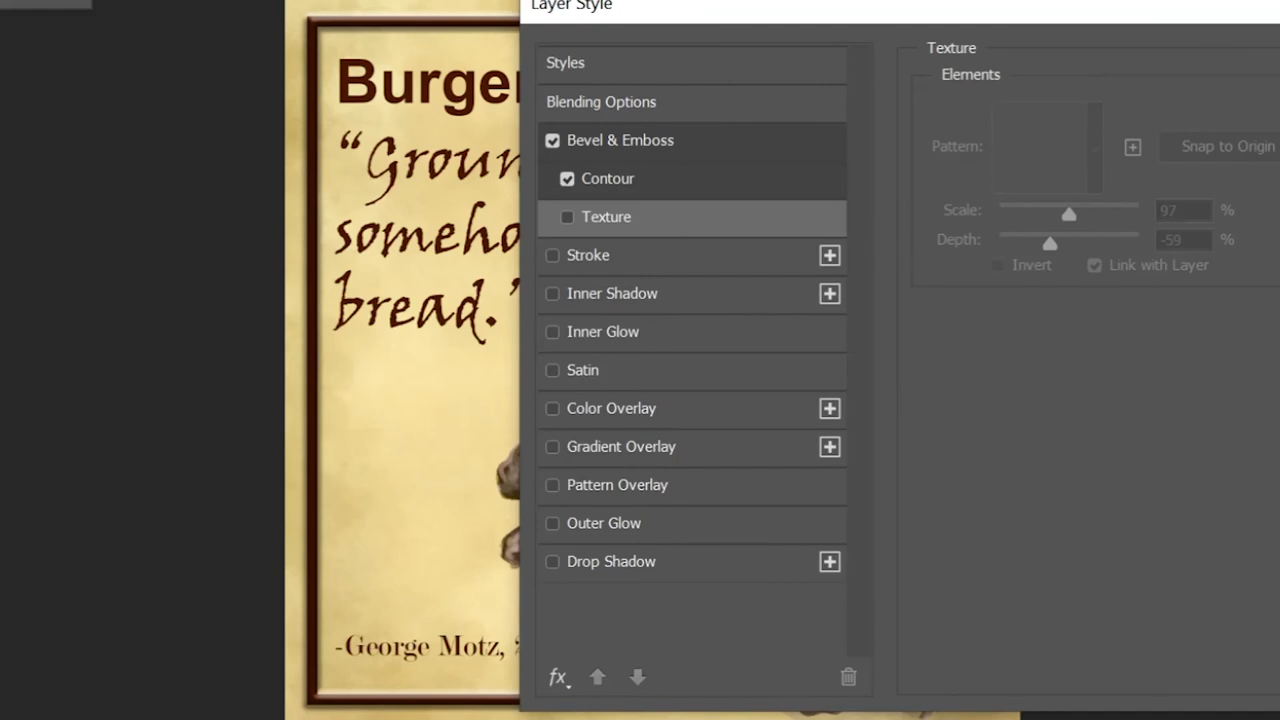 Layer Style
Burger
“Groun
someho
bread.”
-George Motz,
Styles
Blending Options
Bevel & Emboss
Contour
Texture
Stroke
Inner Shadow
Inner Glow
Satin
Color Overlay
Gradient Overlay
Pattern Overlay
Outer Glow
Drop Shadow
fx
Texture
Elements
Pattern:
Snap to Origin
Scale: 97 %
Depth: -59 %
Invert Link with Layer